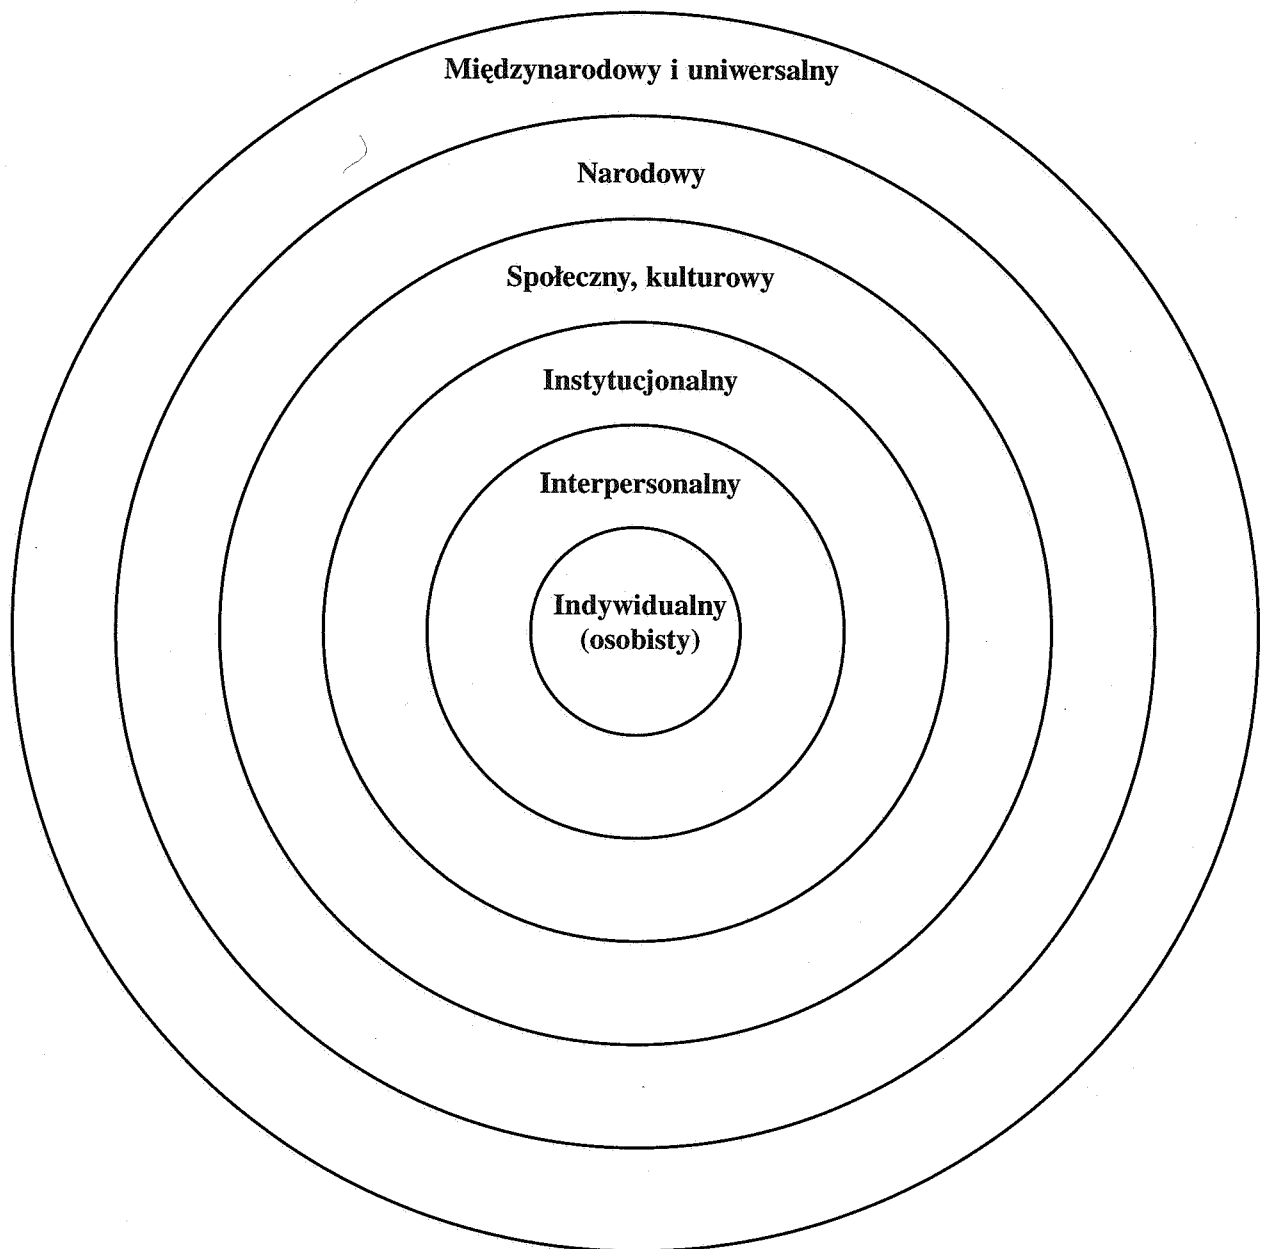 Międzynarodowy i uniwersalny
Narodowy
Społeczny, kulturowy
Instytucjonalny
Interpersonalny
Indywidualny
(osobisty)